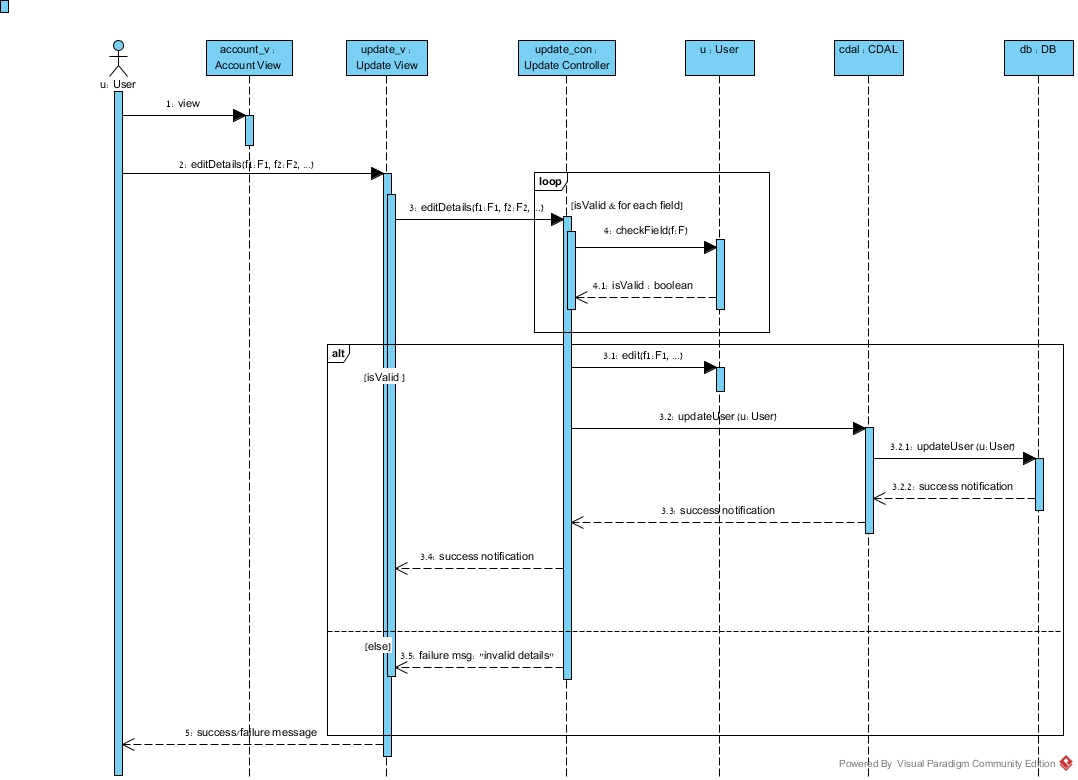 account_v :
Account View
update_v :
Update View
update_con :
Update Controller
u : User
cdal : CDAL
db : DB
u: User
1: view
2: editDetails(f1:F1, f2:F2, ...)
loop
[isValid & for each field]
3: editDetails(f1:F1, f2:F2, ...)
4: checkField(f:F)
4.1: isValid : boolean
alt
3.1: edit(f1:F1, ...)
[isValid ]
3.2: updateUser (u:User)
3.2.1: updateUser (u:User)
3.2.2: success notification
3.3: success notification
3.4: success notification
[else]
3.5: failure msg: "invalid details"
5: success/failure message
Powered By Visual Paradigm Community Edition